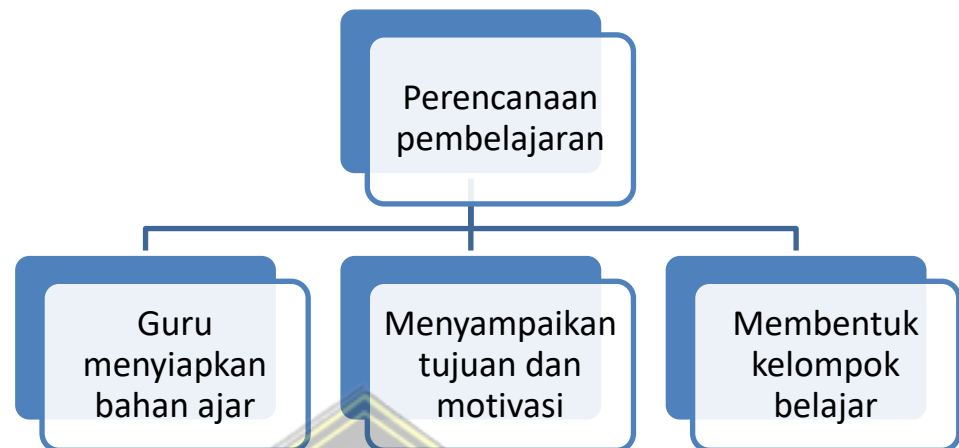 Perencanaan
pembelajaran
Guru
menyiapkan
bahan ajar
Menyampaikan
tujuan dan
motivasi
Membentuk
kelompok
belajar